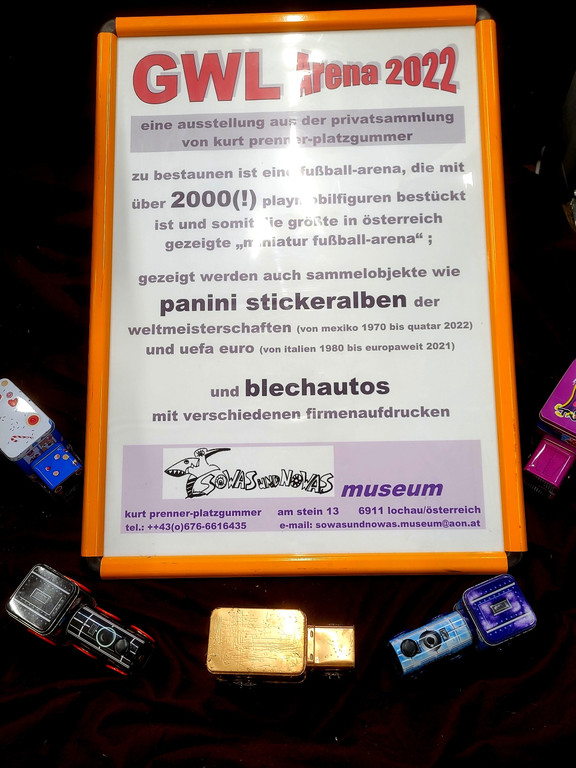 GWL Arena 2022
eine ausstellung aus der privatsammlung
von kurt prenner-platzgummer
zu bestaunen ist eine fußball-arena, die mit
über 2000(!) playmobilfiguren bestückt
ist und somit die größte in österreich
gezeigte „miniatur fußball-arena“ ;
gezeigt werden auch sammelobjekte wie
panini stickeralben der
weltmeisterschaften (von mexiko 1970 bis quatar 2022)
und uefa euro (von italien 1980 bis europaweit 2021)
und blechautos
mit verschiedenen firmenaufdrucken
SOWAS UND NOWAS museum
kurt prenner-platzgummer am stein 13 6911 lochau/österreich
tel.: ++43(o)676-6616435 e-mail: sowasundnowas.museum@aon.at